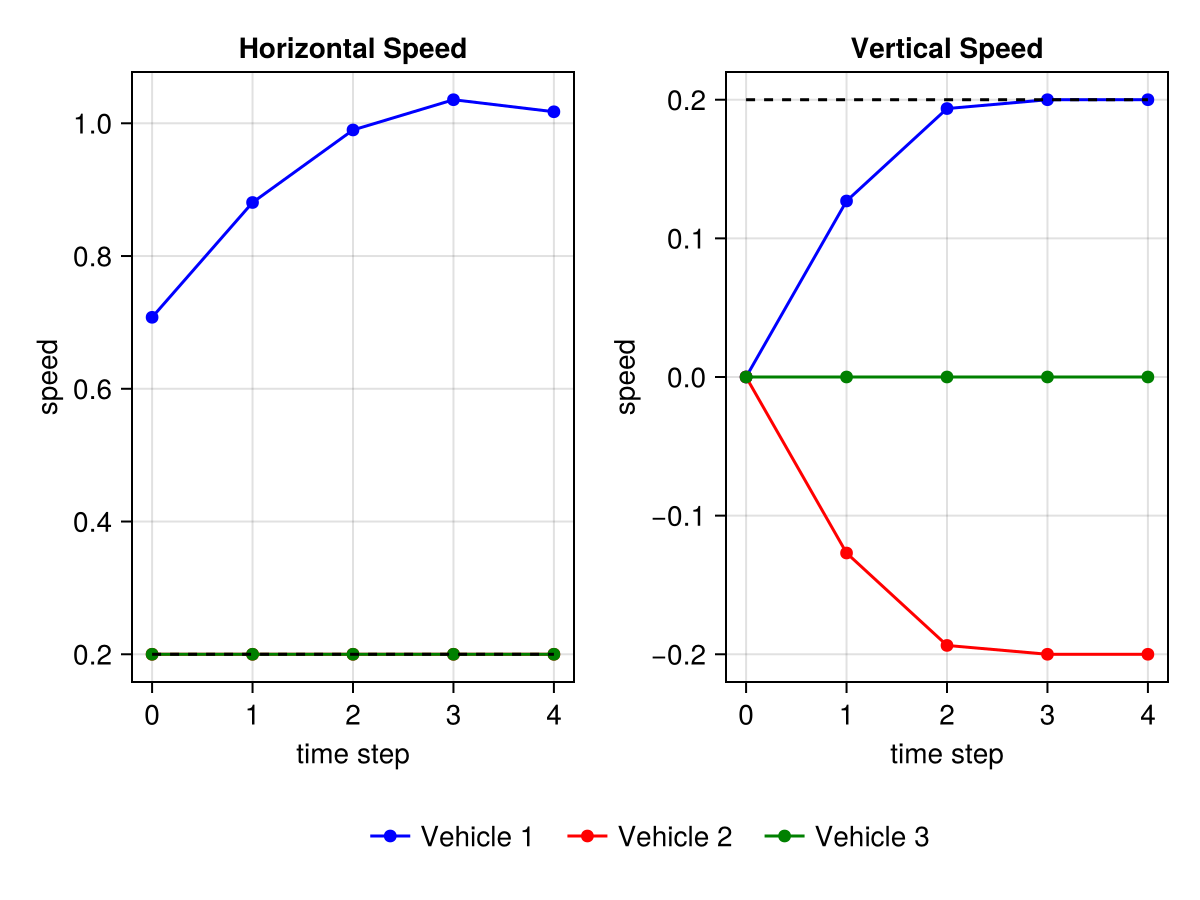 Horizontal Speed
speed
1.0
0.8
0.6
0.4
0.2
0 1 2 3 4
time step
Vertical Speed
speed
0.2
0.1
0.0
−0.1
−0.2
0 1 2 3 4
time step
Vehicle 1 Vehicle 2 Vehicle 3